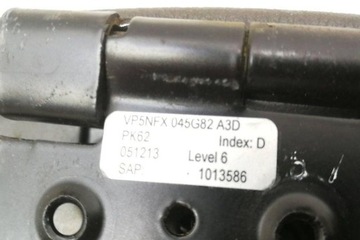 VP5NFX 045G82 A3D
PK62 Index: D
051213 Level 6
SAP 1013586